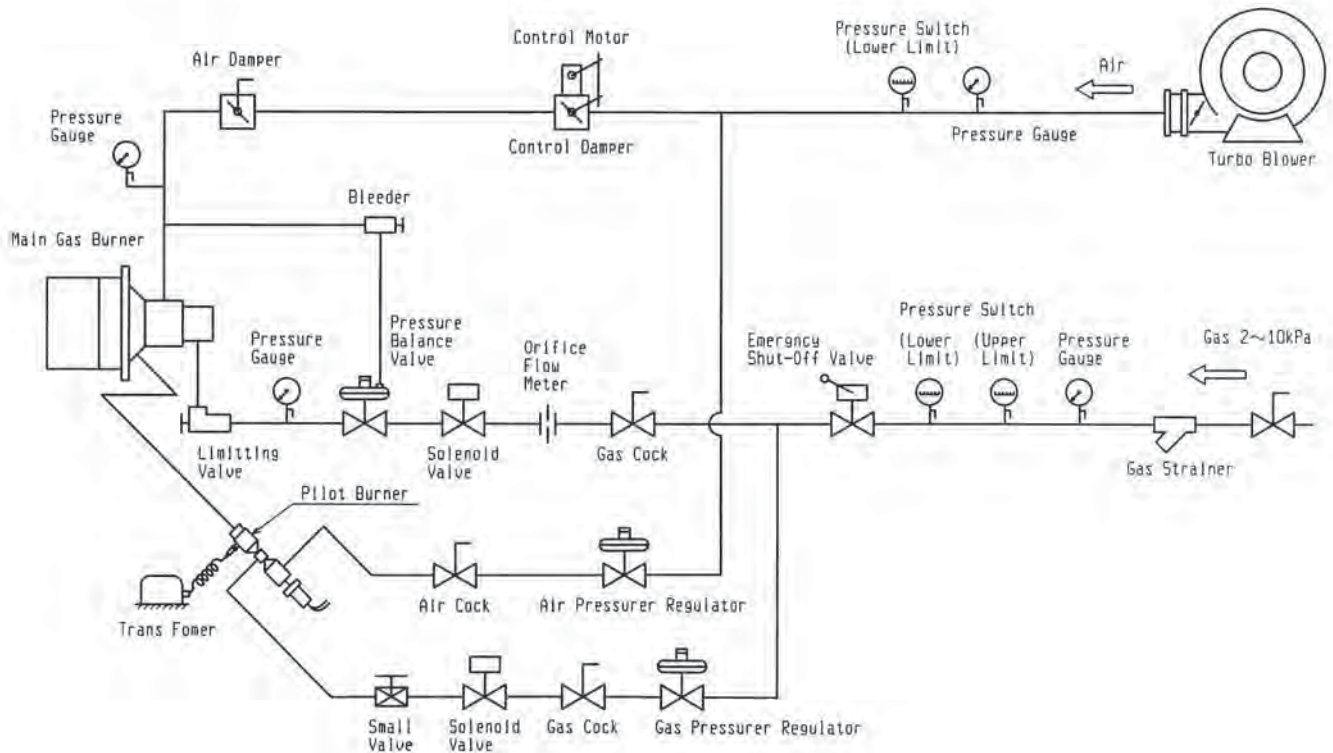 Control Motor
Pressure Switch
(Lower Limit)
Air Damper
Air
Pressure
Gauge
Control Damper
Pressure Gauge
Turbo Blower
Bleeder
Main Gas Burner
Pressure
Gauge
Pressure
Balance
Valve
Orifice
Flow
Meter
Emergncy
Shut-Off Valve
Pressure Switch
(Lower
Limit)
(Upper
Limit)
Pressure
Gauge
Gas 2~10kPa
Limitting
Valve
Solenoid
Valve
Gas Cock
Gas Strainer
Pilot Burner
Trans Fomer
Air Cock
Air Pressurer Regulator
Small
Valve
Solenoid
Valve
Gas Cock
Gas Pressurer Regulator